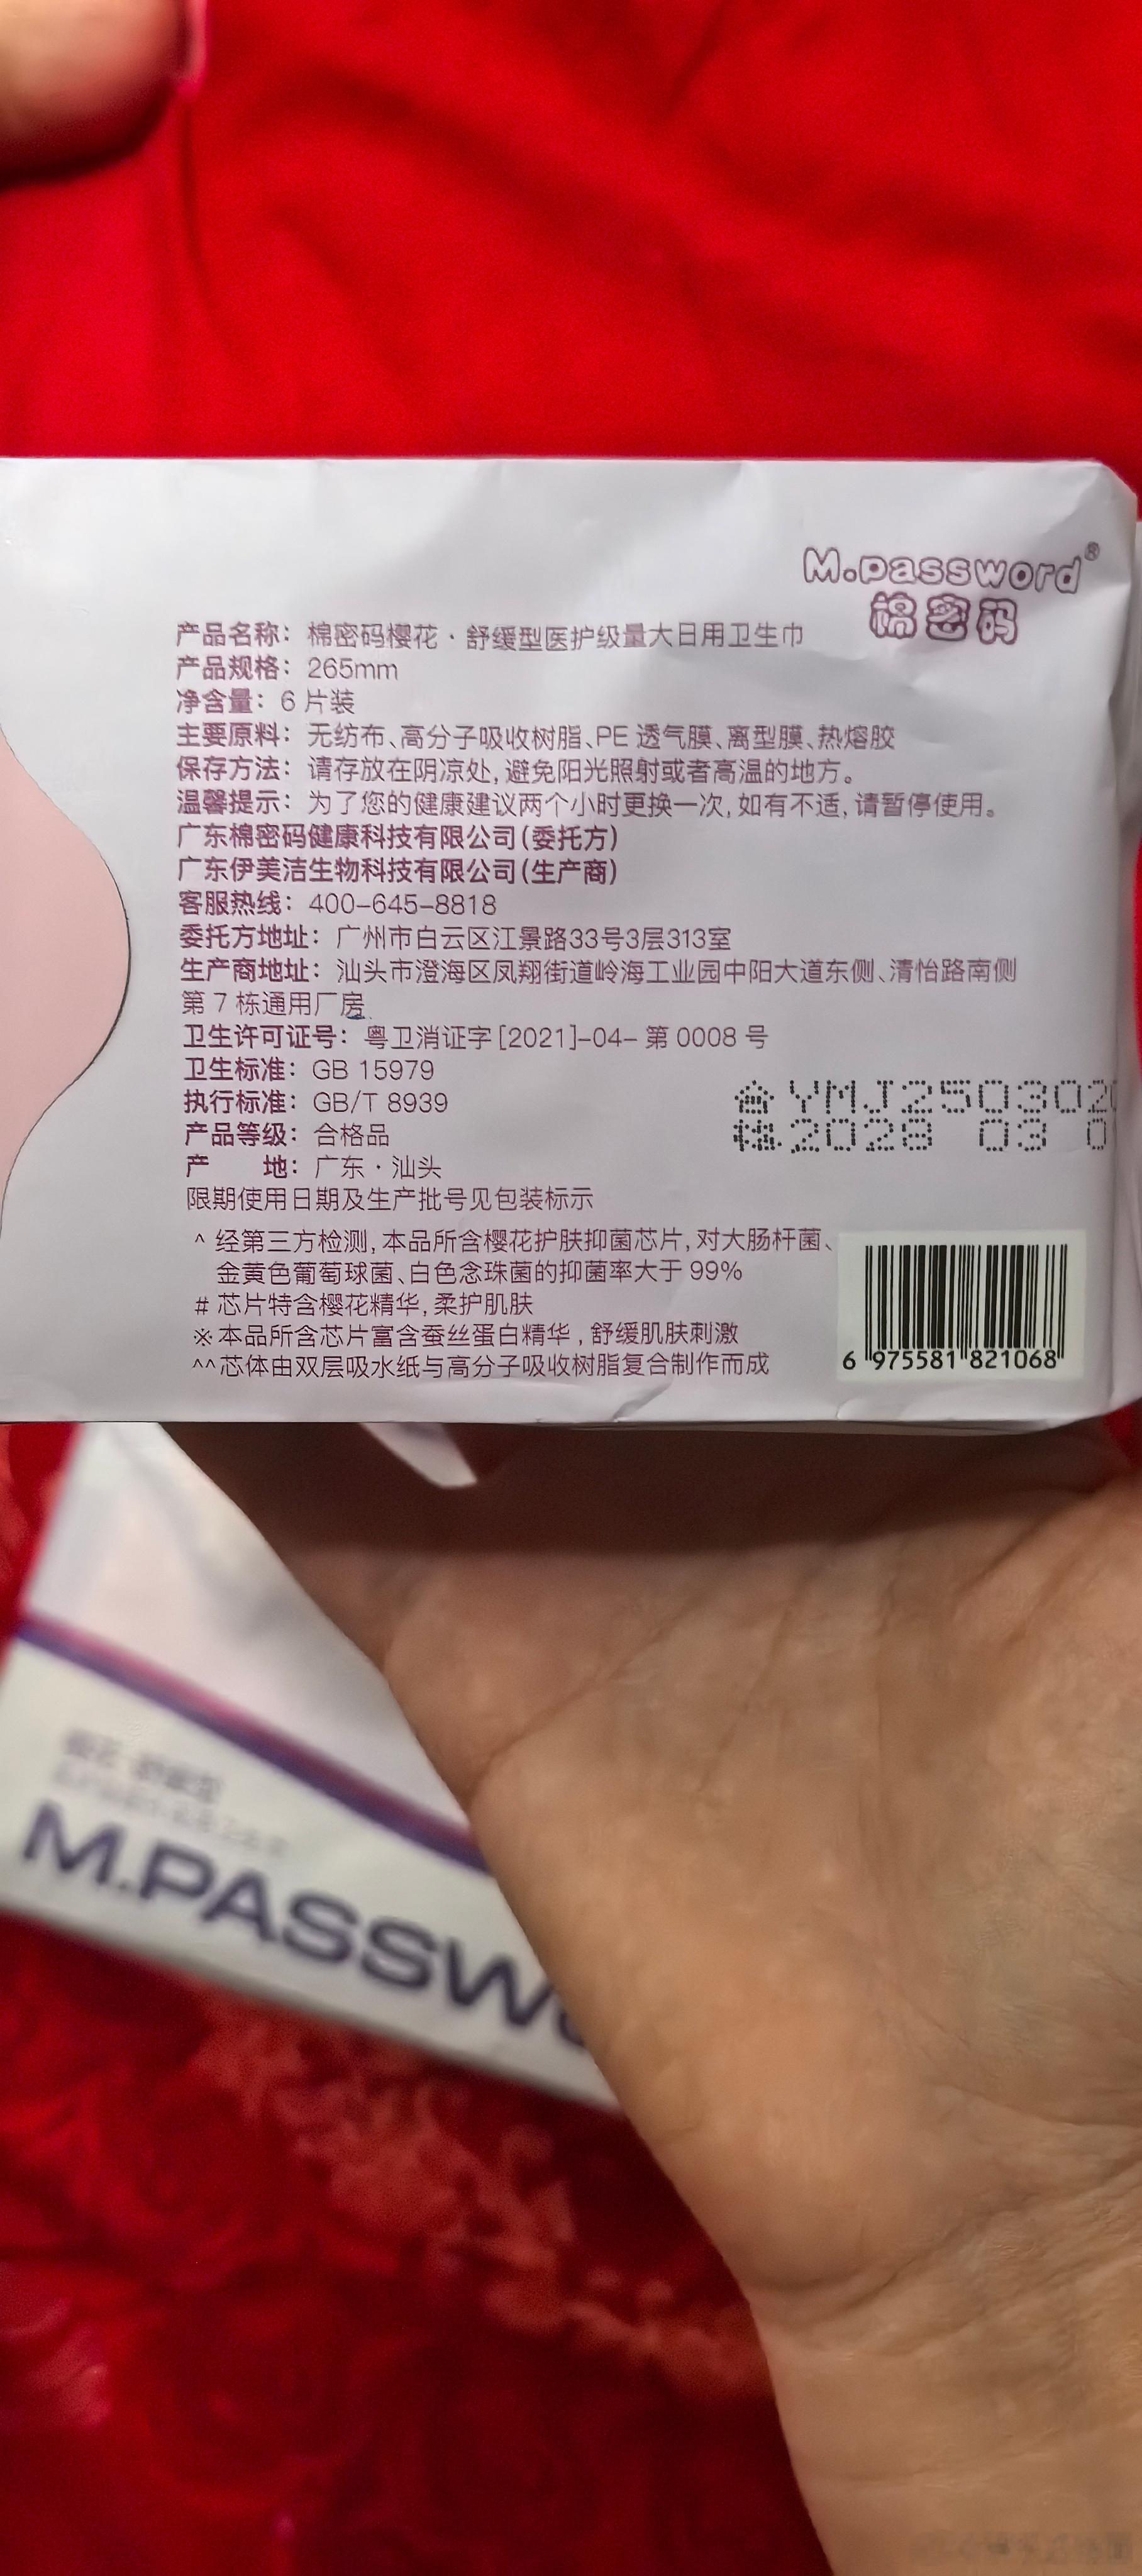 M.password®
棉密码
产品名称：棉密码樱花·舒缓型医护级量大日用卫生巾
产品规格：265mm
净含量：6 片装
主要原料：无纺布、高分子吸收树脂、PE 透气膜、离型膜、热熔胶
保存方法：请存放在阴凉处，避免阳光照射或者高温的地方。
温馨提示：为了您的健康建议两个小时更换一次，如有不适，请暂停使用。
广东棉密码健康科技有限公司（委托方）
广东伊美洁生物科技有限公司（生产商）
客服热线：400-645-8818
委托方地址：广州市白云区江景路33号3层313室
生产商地址：汕头市澄海区凤翔街道岭海工业园中阳大道东侧、清怡路南侧
第 7 栋通用厂房
卫生许可证号：粤卫消证字 [2021]-04- 第 0008 号
卫生标准：GB 15979
执行标准：GB/T 8939
产品等级：合格品
产 地：广东·汕头
限期使用日期及生产批号见包装标示
合 YMJ2503020
格 2028 03 0
^ 经第三方检测，本品所含樱花护肤抑菌芯片，对大肠杆菌、
金黄色葡萄球菌、白色念珠菌的抑菌率大于 99%
# 芯片特含樱花精华，柔护肌肤
※ 本品所含芯片富含蚕丝蛋白精华，舒缓肌肤刺激
^^ 芯体由双层吸水纸与高分子吸收树脂复合制作而成
6 975581 821068
M.PASSW